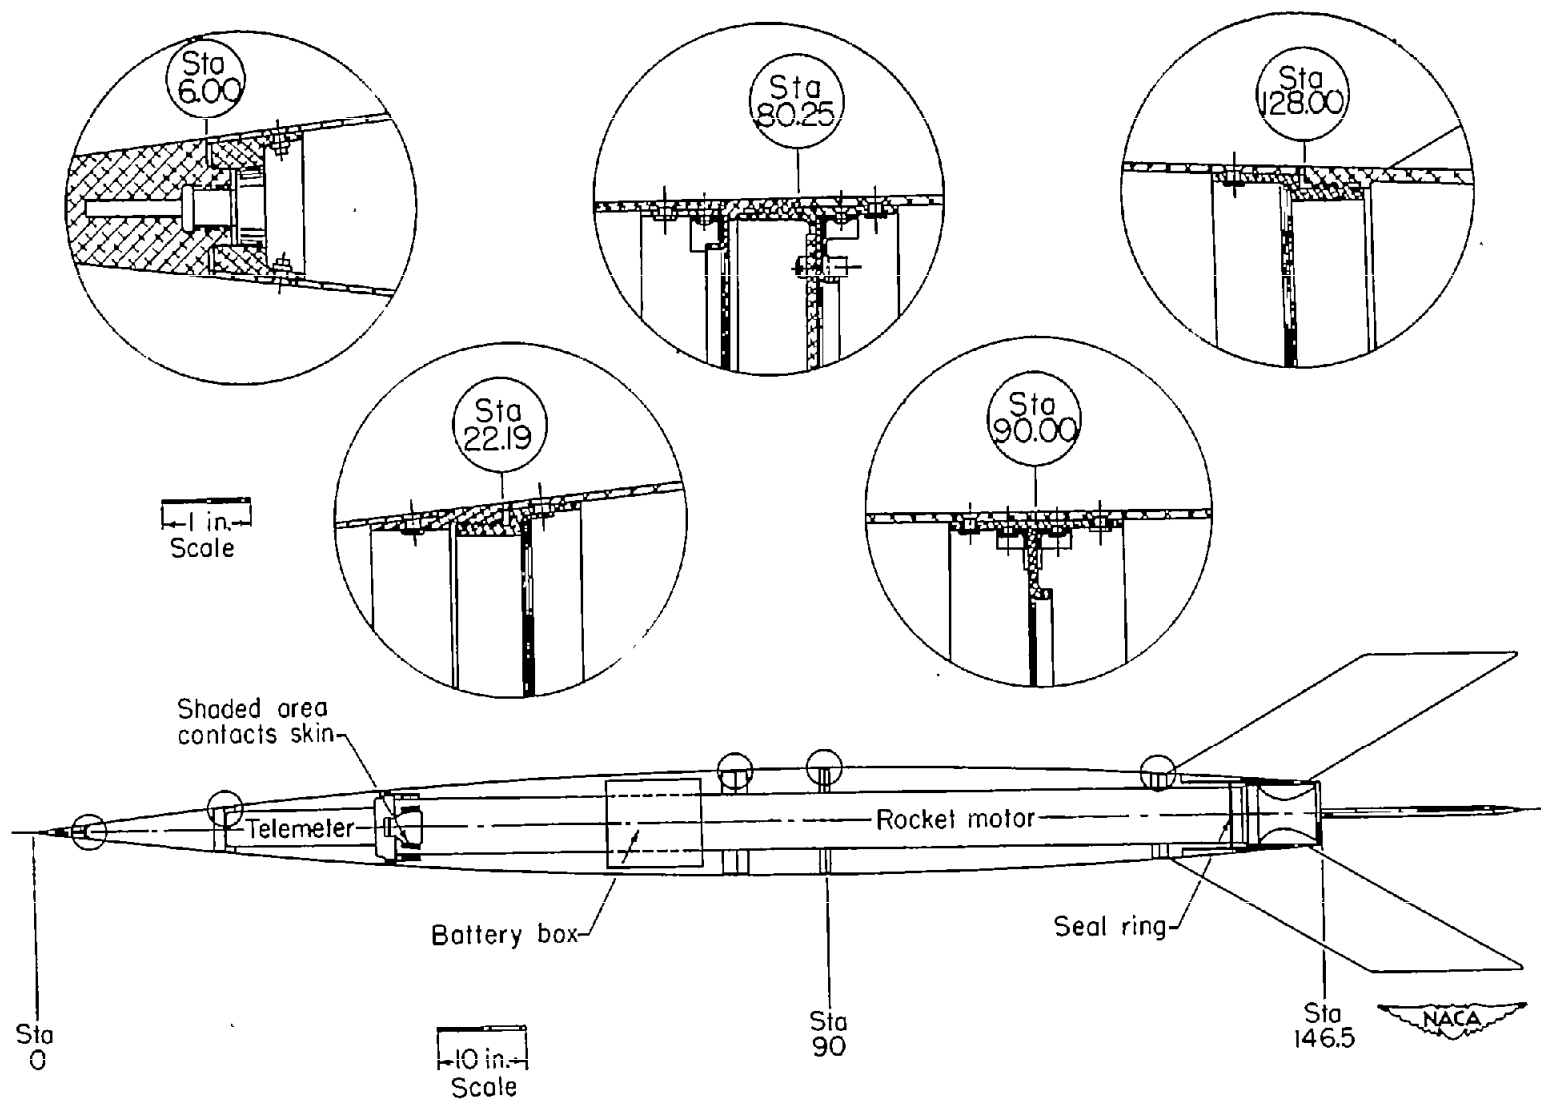 Sta
6.00
Sta
80.25
Sta
128.00
Sta
22.19
Sta
90.00
1 in.
Scale
Shaded area
contacts skin
Telemeter
Rocket motor
Battery box
Seal ring
Sta
0
10 in.
Scale
Sta
90
Sta
146.5
NACA